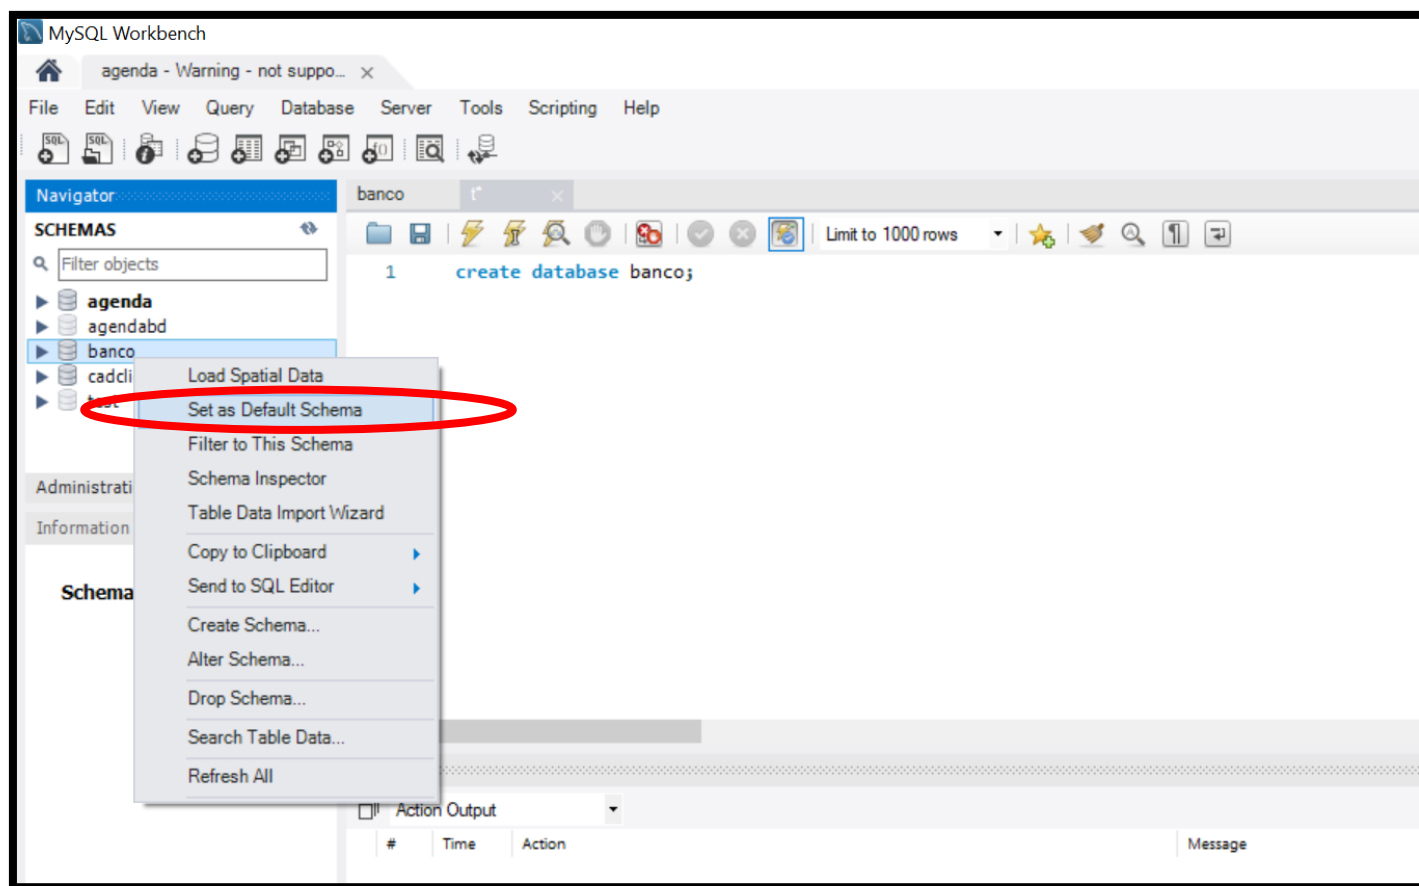 MySQL Workbench
agenda - Warning - not suppo...
File Edit View Query Database Server Tools Scripting Help
Navigator
SCHEMAS
Filter objects
agenda
agendabd
banco
cadcli
Administrati
Information
Schema
Load Spatial Data
Set as Default Schema
Filter to This Schema
Schema Inspector
Table Data Import Wizard
Copy to Clipboard
Send to SQL Editor
Create Schema...
Alter Schema...
Drop Schema...
Search Table Data...
Refresh All
banco t*
Limit to 1000 rows
1 create database banco;
Action Output
# Time Action Message